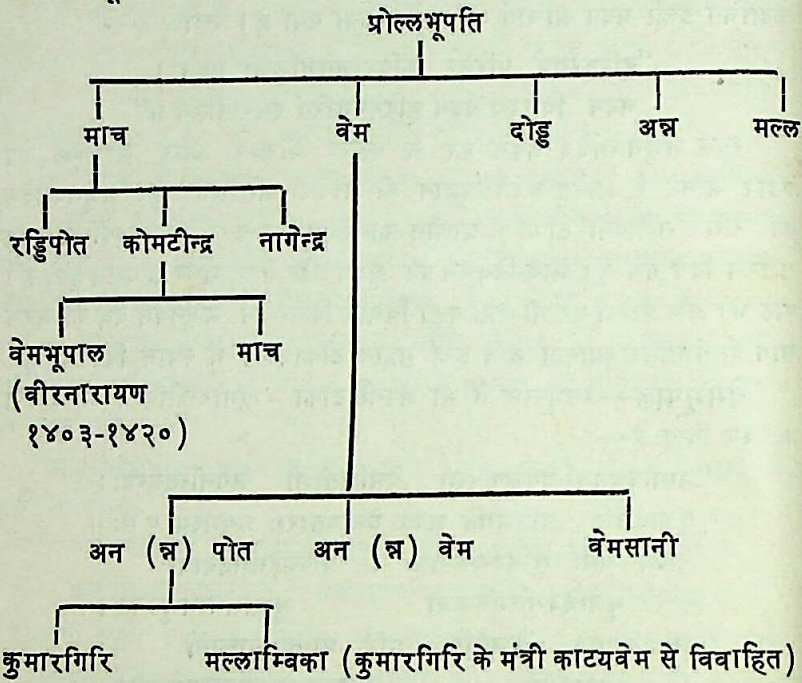 प्रोल्लभूपति
माच वेम दोड्डु अन्न मल्ल
रड्डिपोत कोमटीन्द्र नागेन्द्र
वेमभूपाल माच
(वीरनारायण
१४०३-१४२०)
अन (न्न) पोत अन (न्न) वेम वेमसानी
कुमारगिरि मल्लाम्बिका (कुमारगिरि के मंत्री काटयवेम से विवाहित)